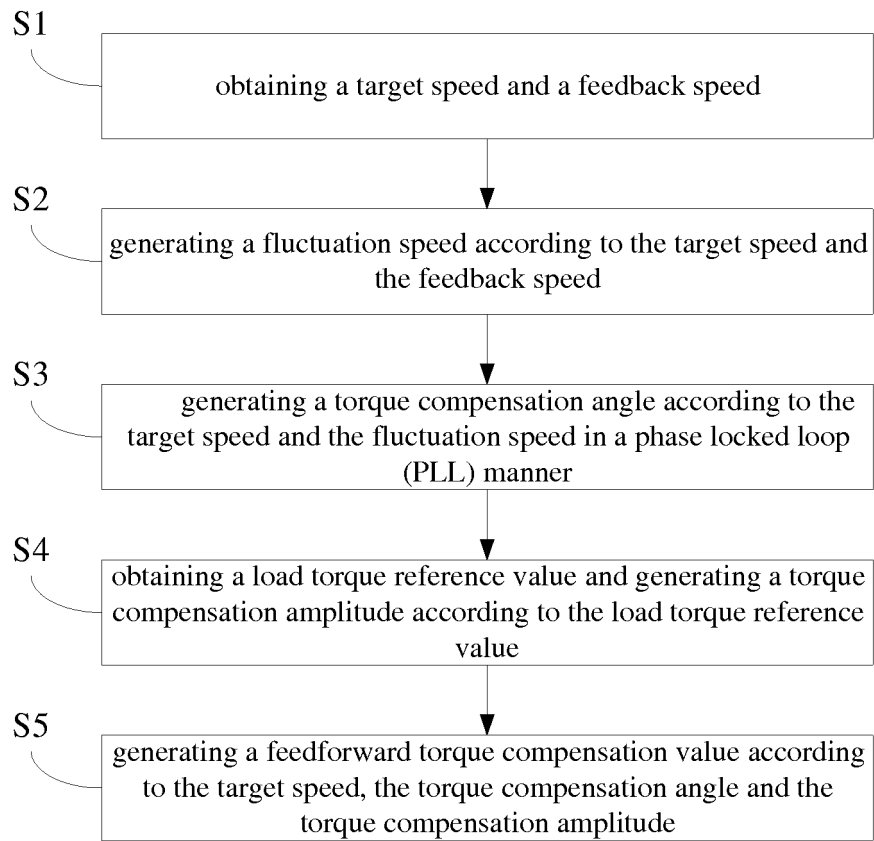 S1
obtaining a target speed and a feedback speed
S2
generating a fluctuation speed according to the target speed and
the feedback speed
S3
generating a torque compensation angle according to the
target speed and the fluctuation speed in a phase locked loop
(PLL) manner
S4
obtaining a load torque reference value and generating a torque
compensation amplitude according to the load torque reference
value
S5
generating a feedforward torque compensation value according
to the target speed, the torque compensation angle and the
torque compensation amplitude